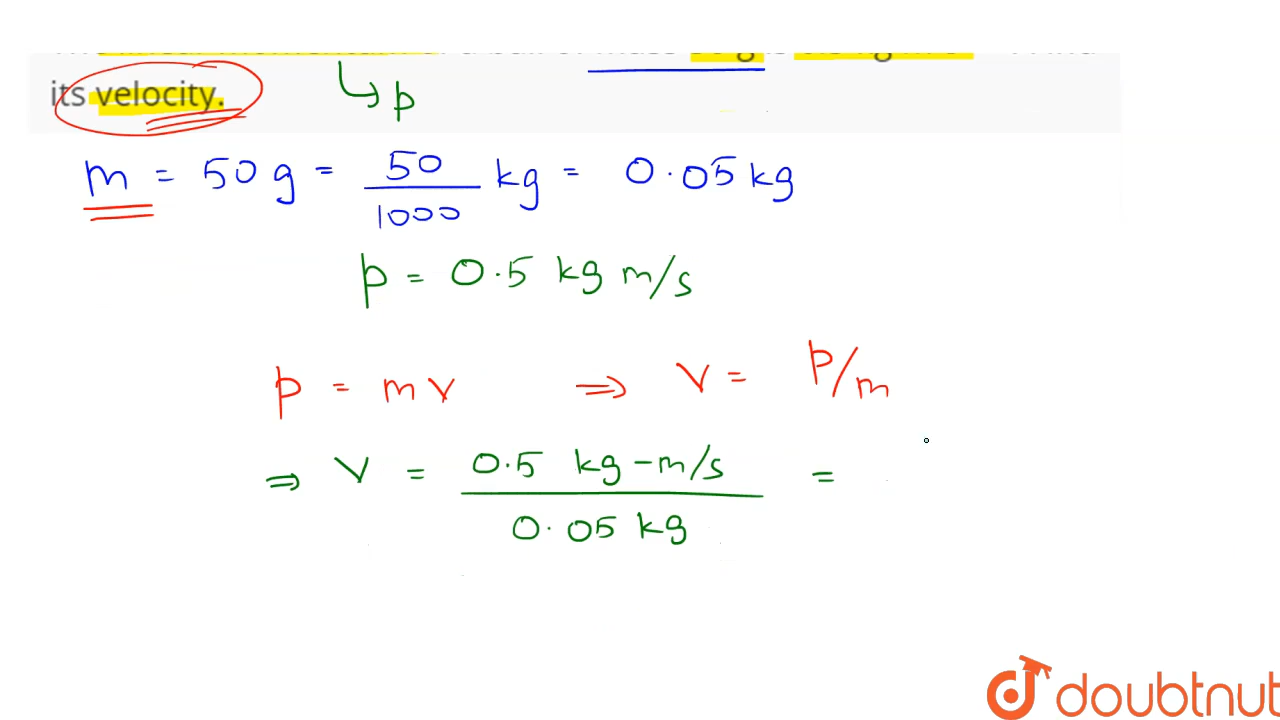 its velocity.
p
m = 50 g = 50/1000 kg = 0.05 kg
p = 0.5 kg m/s
p = mv ⇒ v = p/m
⇒ v = 0.5 kg-m/s / 0.05 kg =
doubtnut